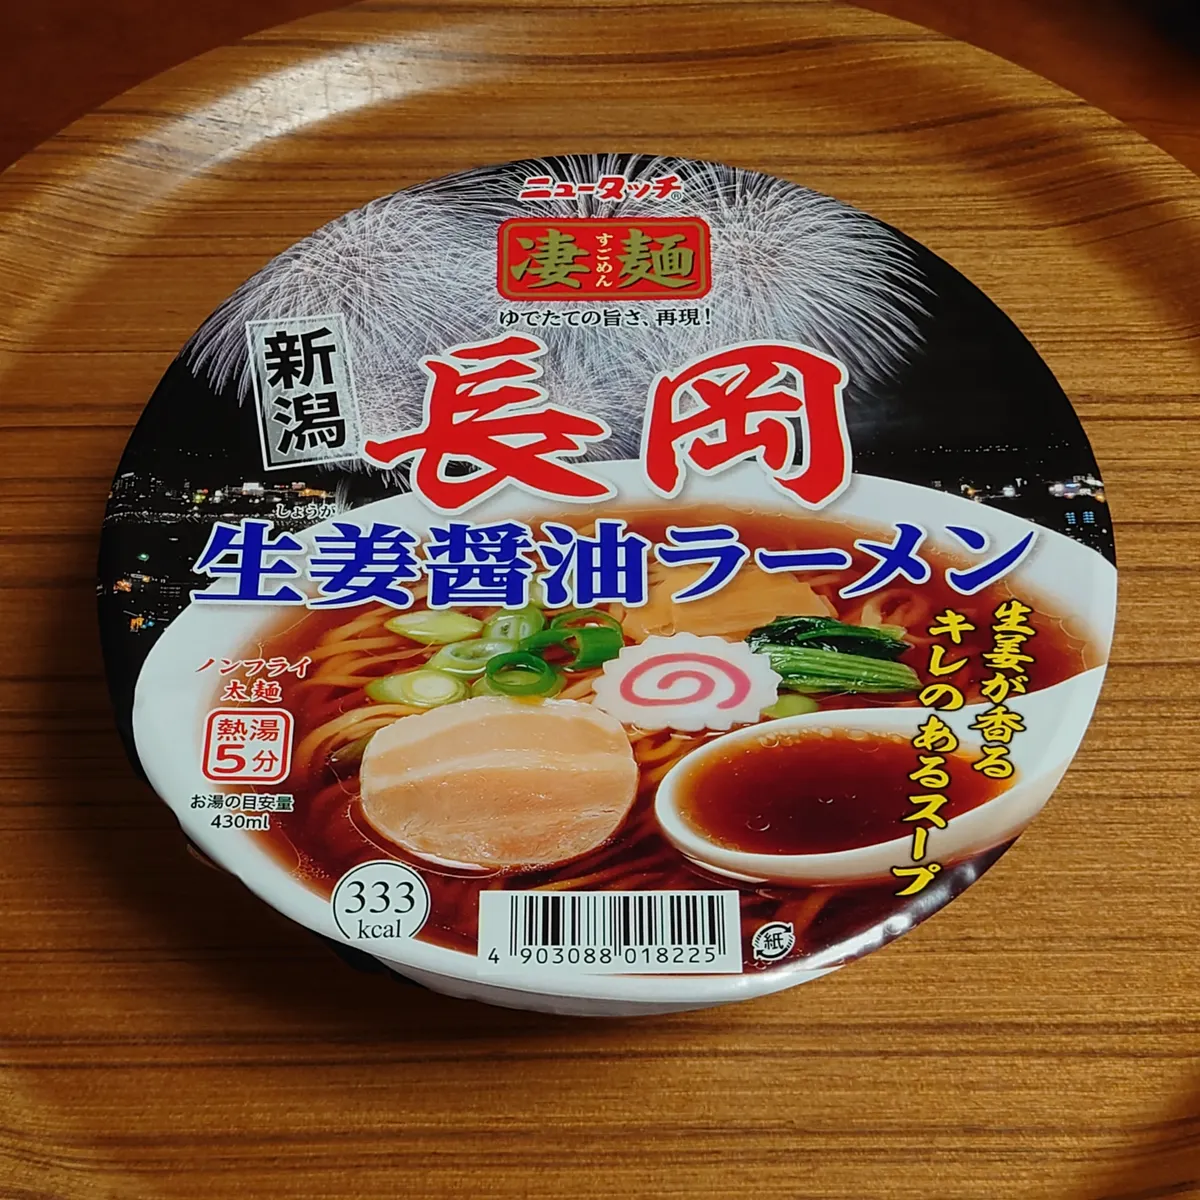 ニュータッチ®
凄麺
すごめん
ゆでたての旨さ、再現!
新潟
長岡
しょうが
生姜醤油ラーメン
生姜が香る
キレのあるスープ
ノンフライ
太麺
熱湯
5分
お湯の目安量
430ml
333
kcal
4 903088 018225
紙